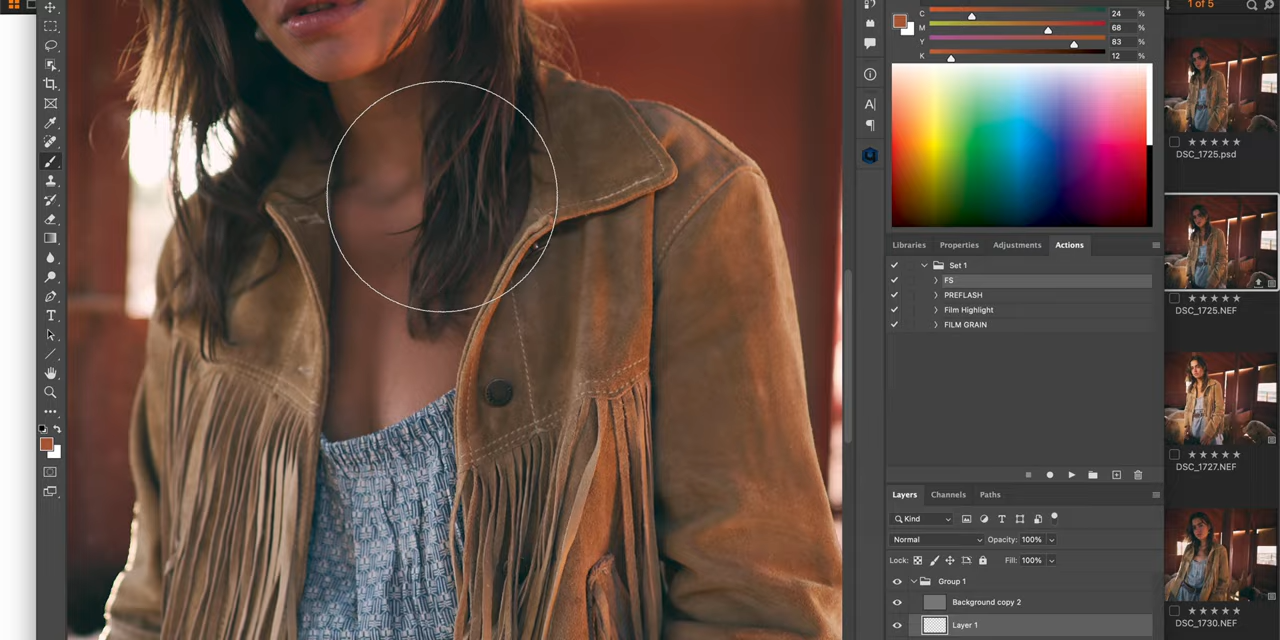 1 of 5
C 24 %
M 68 %
Y 83 %
K 12 %
A|
DSC_1725.psd
Libraries Properties Adjustments Actions
Set 1
FS
PREFLASH
Film Highlight
FILM GRAIN
DSC_1725.NEF
DSC_1727.NEF
Layers Channels Paths
Kind
Normal Opacity: 100%
Lock: Fill: 100%
Group 1
Background copy 2
Layer 1
DSC_1730.NEF